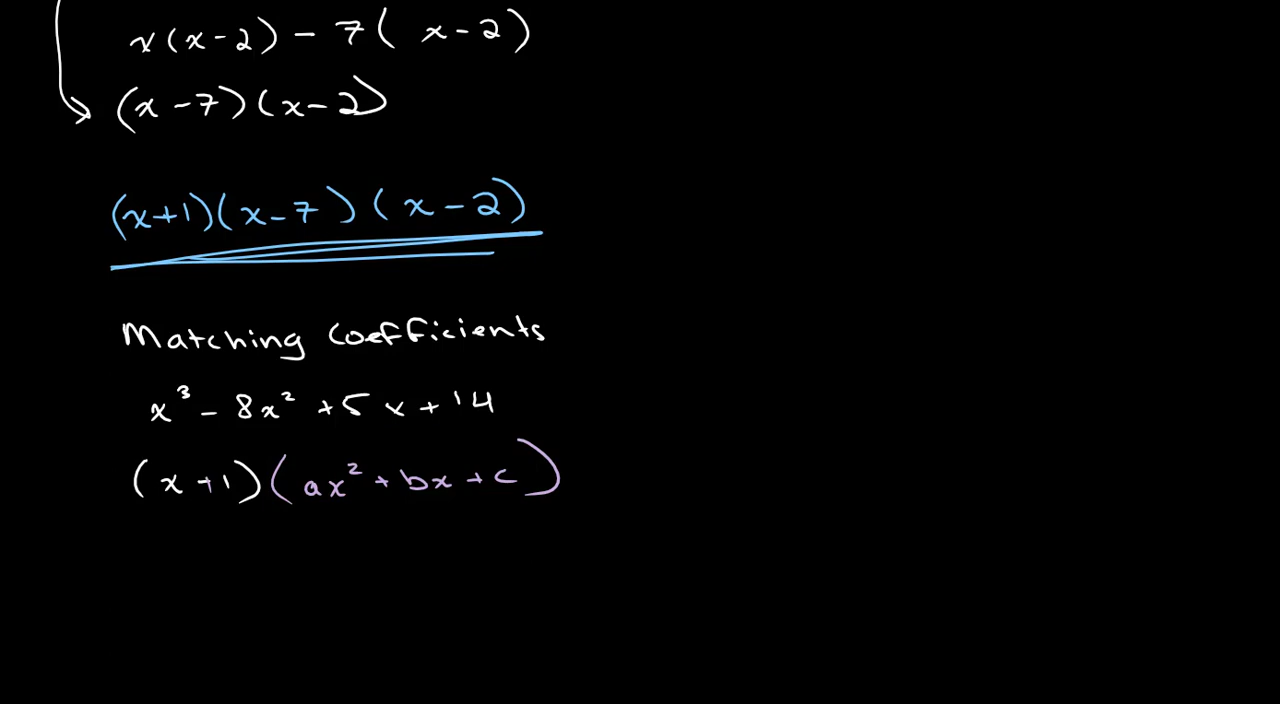 x(x-2) - 7(x-2)
(x-7)(x-2)
(x+1)(x-7)(x-2)
Matching Coefficients
x³ - 8x² + 5x + 14
(x+1)(ax² + bx + c)